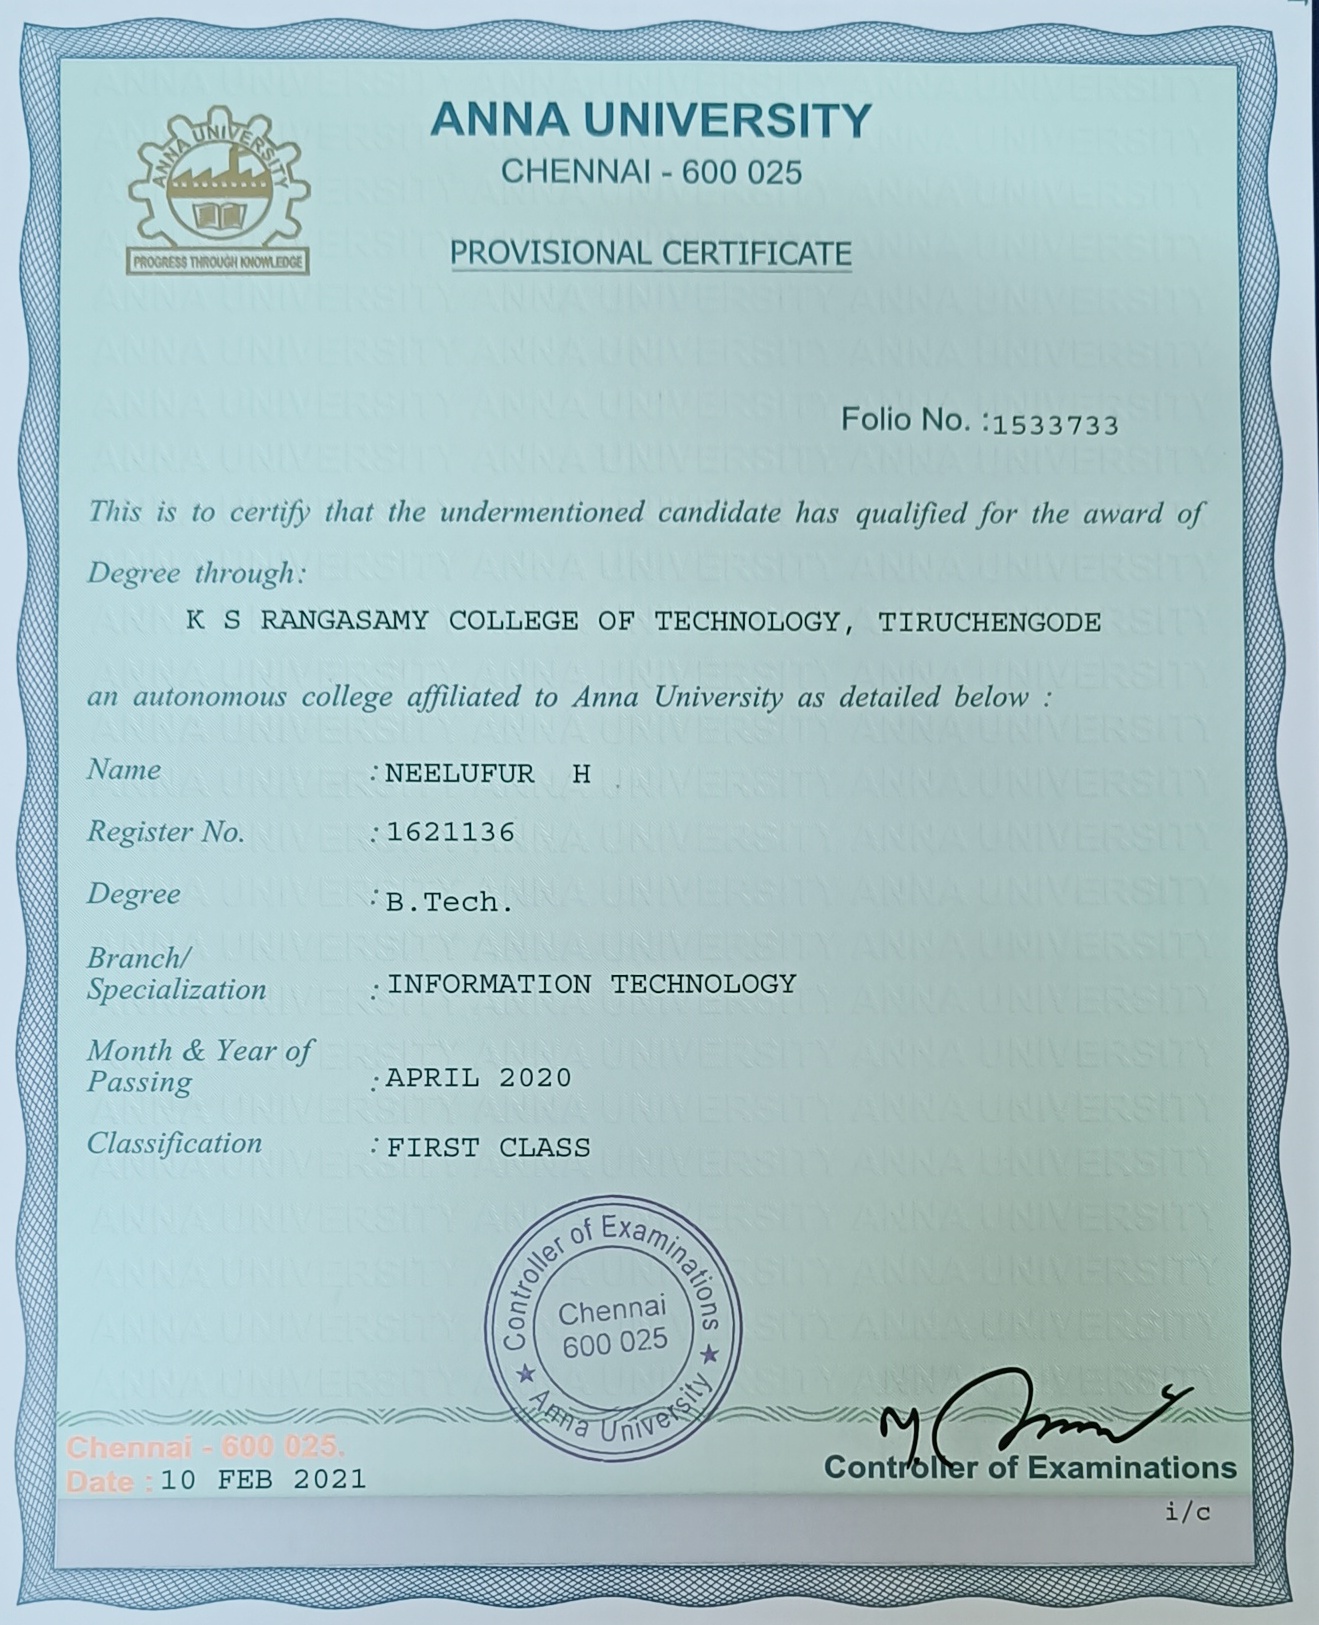 ANNA UNIVERSITY
CHENNAI - 600 025
ANNA UNIVERSITY
PROGRESS THROUGH KNOWLEDGE
PROVISIONAL CERTIFICATE
Folio No. :1533733
This is to certify that the undermentioned candidate has qualified for the award of
Degree through:
K S RANGASAMY COLLEGE OF TECHNOLOGY, TIRUCHENGODE
an autonomous college affiliated to Anna University as detailed below :
Name : NEELUFUR H
Register No. : 1621136
Degree : B.Tech.
Branch/
Specialization : INFORMATION TECHNOLOGY
Month & Year of
Passing : APRIL 2020
Classification : FIRST CLASS
Controller of Examinations
Chennai
600 025
★ Anna University ★
Chennai - 600 025.
Date : 10 FEB 2021
Controller of Examinations
i/c